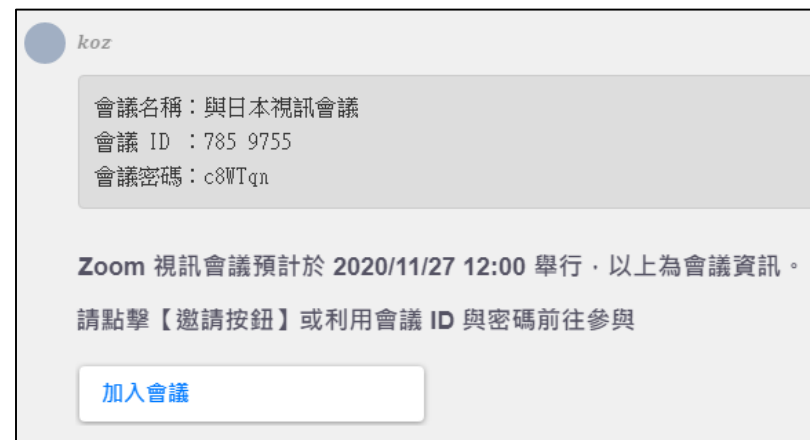 koz
會議名稱：與日本視訊會議
會議 ID ：785 9755
會議密碼：c8WTqn
Zoom 視訊會議預計於 2020/11/27 12:00 舉行，以上為會議資訊。
請點擊【邀請按鈕】或利用會議 ID 與密碼前往參與
加入會議